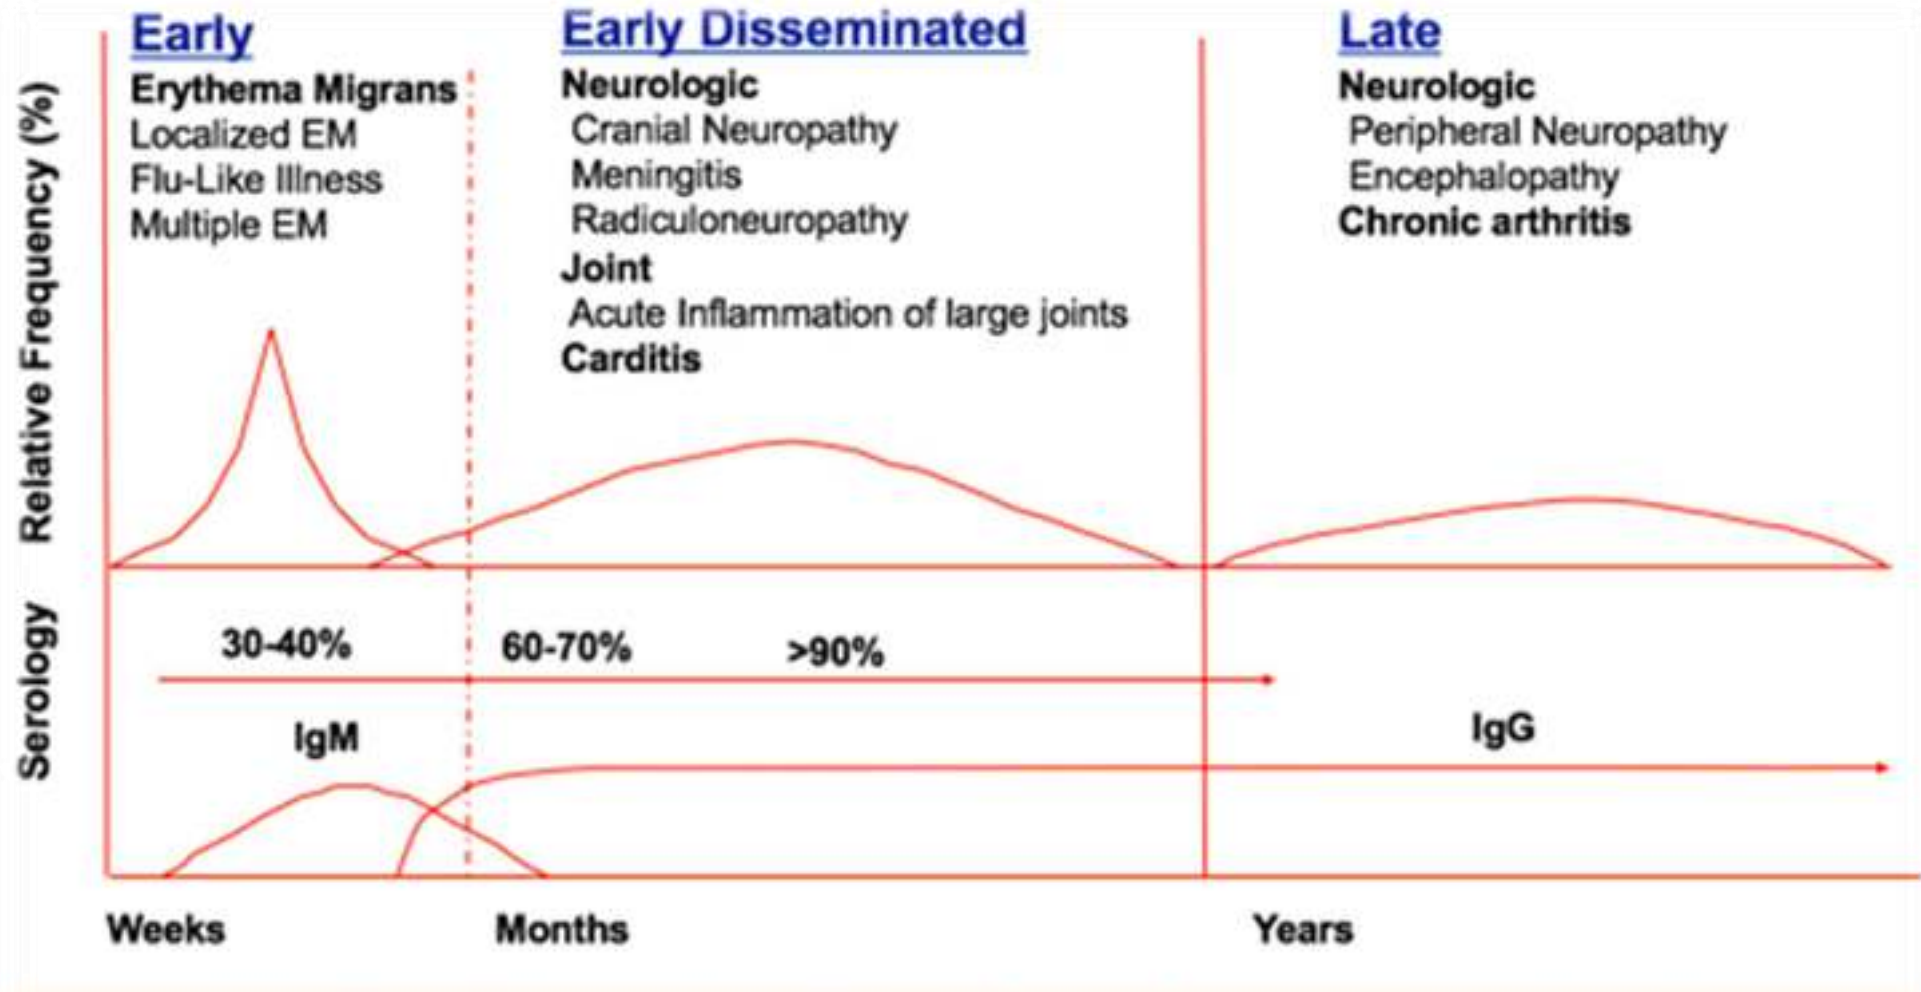 Early
Erythema Migrans
Localized EM
Flu-Like Illness
Multiple EM
Early Disseminated
Neurologic
Cranial Neuropathy
Meningitis
Radiculoneuropathy
Joint
Acute Inflammation of large joints
Carditis
Late
Neurologic
Peripheral Neuropathy
Encephalopathy
Chronic arthritis
Relative Frequency (%)
Serology
30-40%
60-70%
>90%
IgM
IgG
Weeks
Months
Years